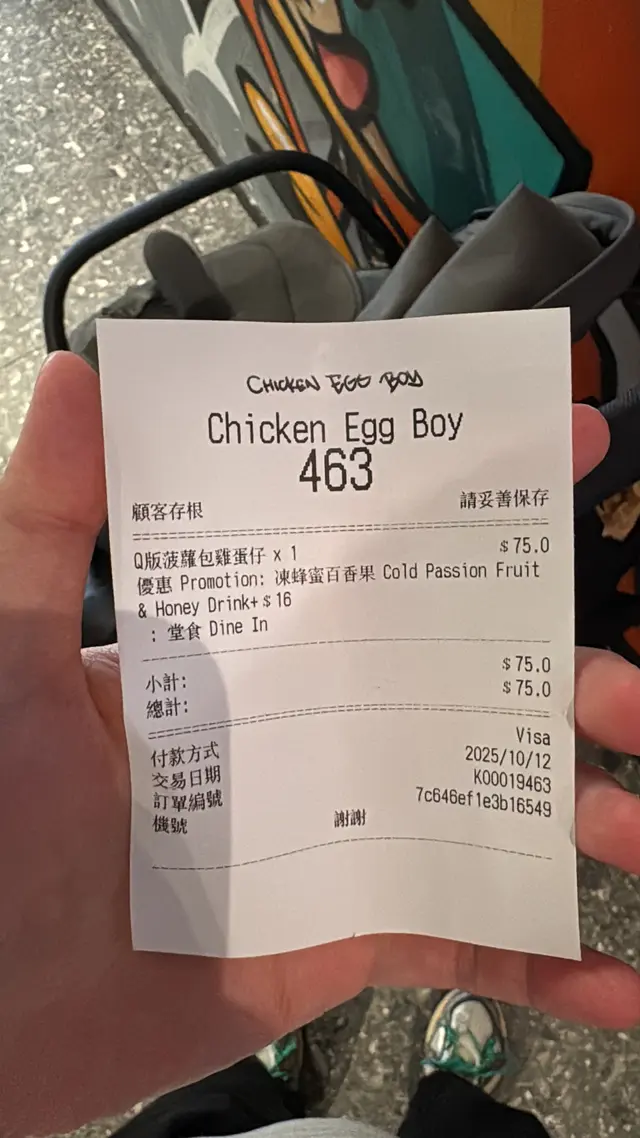 CHICKEN EGG BOY
Chicken Egg Boy
463
顧客存根 請妥善保存
Q版菠蘿包雞蛋仔 x 1 $75.0
優惠 Promotion: 凍蜂蜜百香果 Cold Passion Fruit
& Honey Drink+$16
: 堂食 Dine In
小計: $75.0
總計: $75.0
付款方式 Visa
交易日期 2025/10/12
訂單編號 K00019463
機號 7c646ef1e3b16549
謝謝